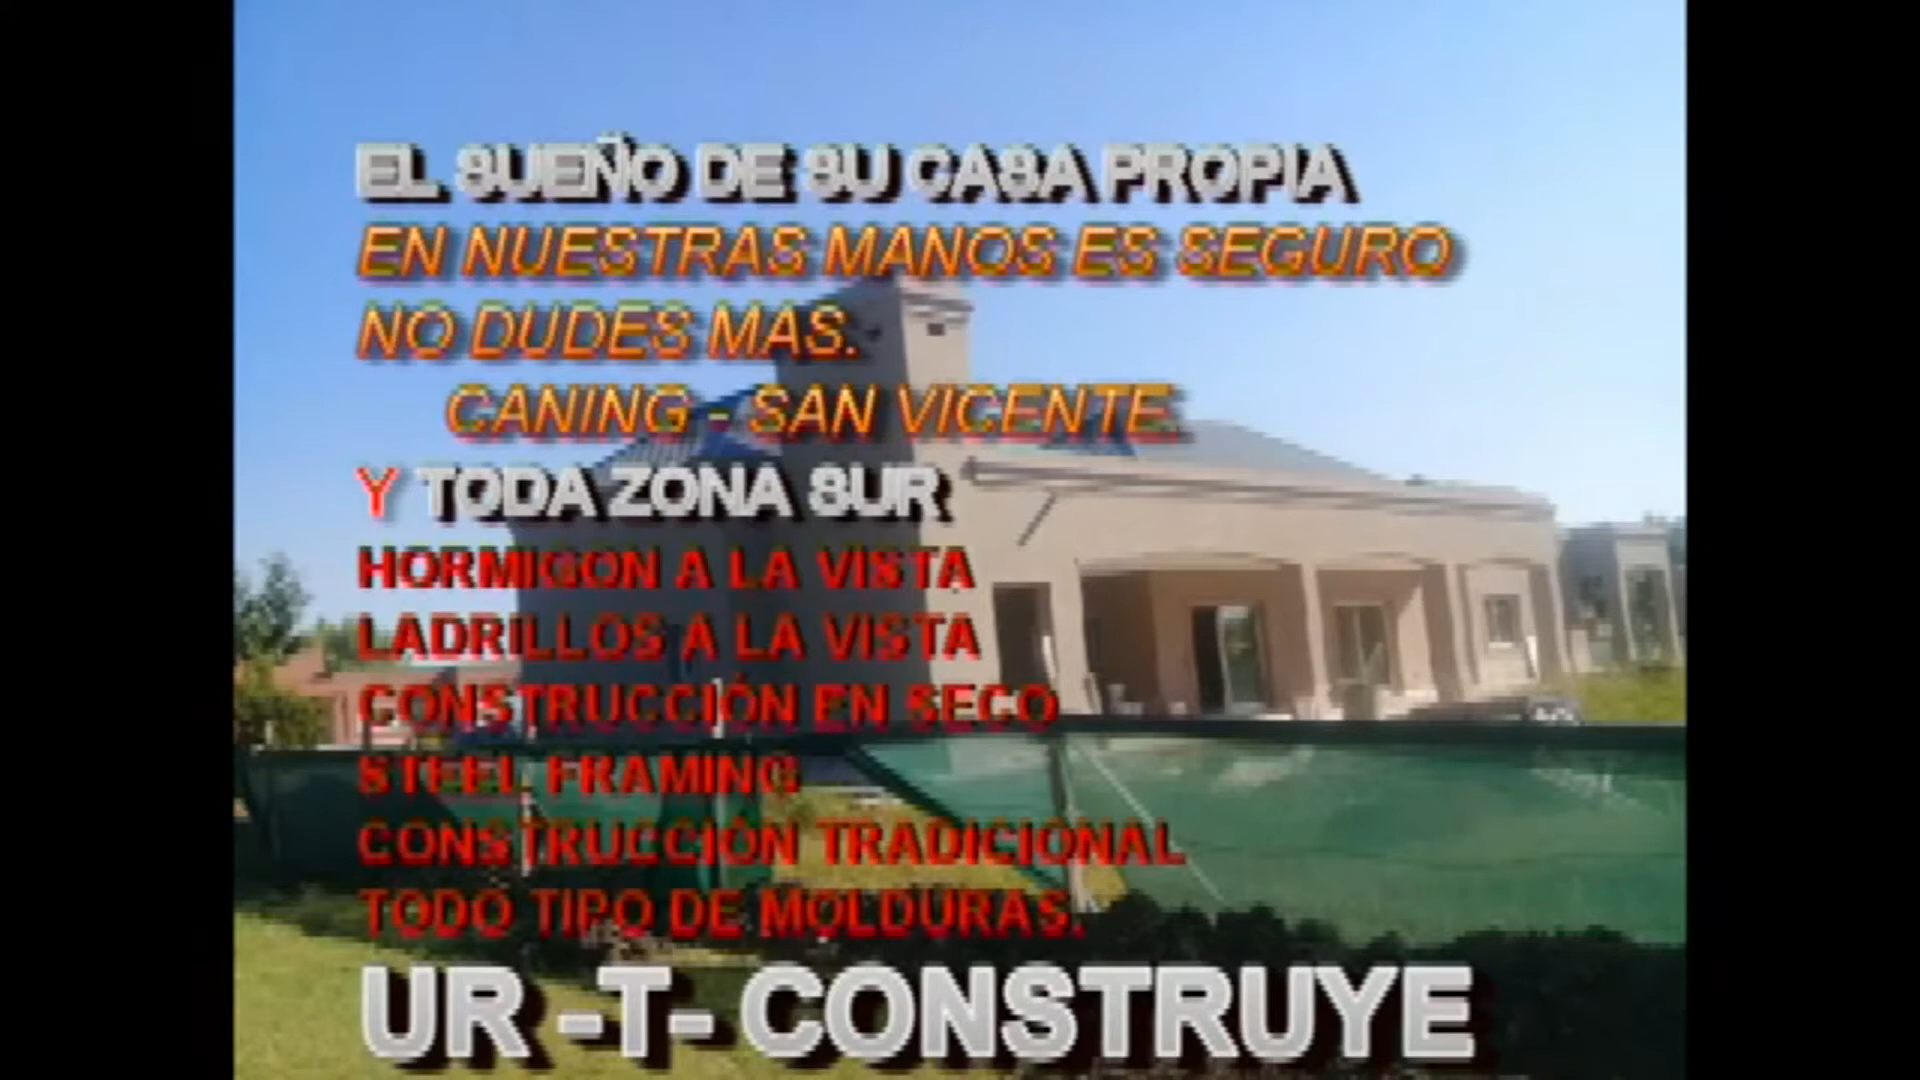 EL SUEÑO DE SU CASA PROPIA
EN NUESTRAS MANOS ES SEGURO
NO DUDES MAS.
CANING - SAN VICENTE.
Y TODA ZONA SUR
HORMIGON A LA VISTA
LADRILLOS A LA VISTA
CONSTRUCCIÓN EN SECO
STEEL FRAMING
CONSTRUCCIÓN TRADICIONAL
TODO TIPO DE MOLDURAS.
UR -T- CONSTRUYE